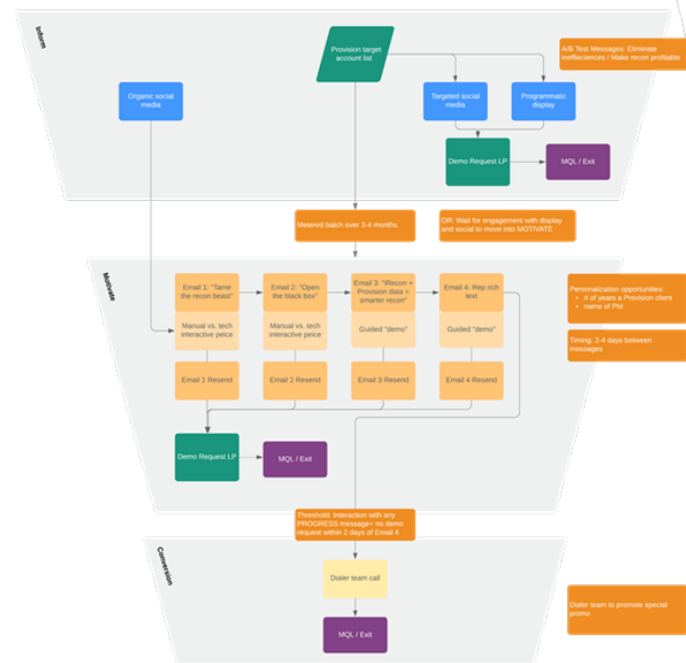 Inform
Provision target
account list
A/B Test Messages: Eliminate
ineffieciences / Make recon profitable
Organic social
media
Targeted social
media
Programmatic
display
Demo Request LP
MQL / Exit
Metered batch over 3-4 months
OR: Wait for engagement with display
and social to move into MOTIVATE
Motivate
Email 1: "Tame
the recon beast"
Email 2: "Open
the black box"
Email 3: "iRecon +
Provision data =
smarter recon"
Email 4: Rep rich
text
Personalization opportunities:
• # of years a Provision client
• name of PM
Manual vs. tech
interactive peice
Manual vs. tech
interactive peice
Guided "demo"
Guided "demo"
Timing: 2-4 days between
messages
Email 1 Resend
Email 2 Resend
Email 3 Resend
Email 4 Resend
Demo Request LP
MQL / Exit
Threshold: Interaction with any
PROGRESS message+ no demo
request within 2 days of Email 4
Conversion
Dialer team call
Dialer team to promote special
promo
MQL / Exit